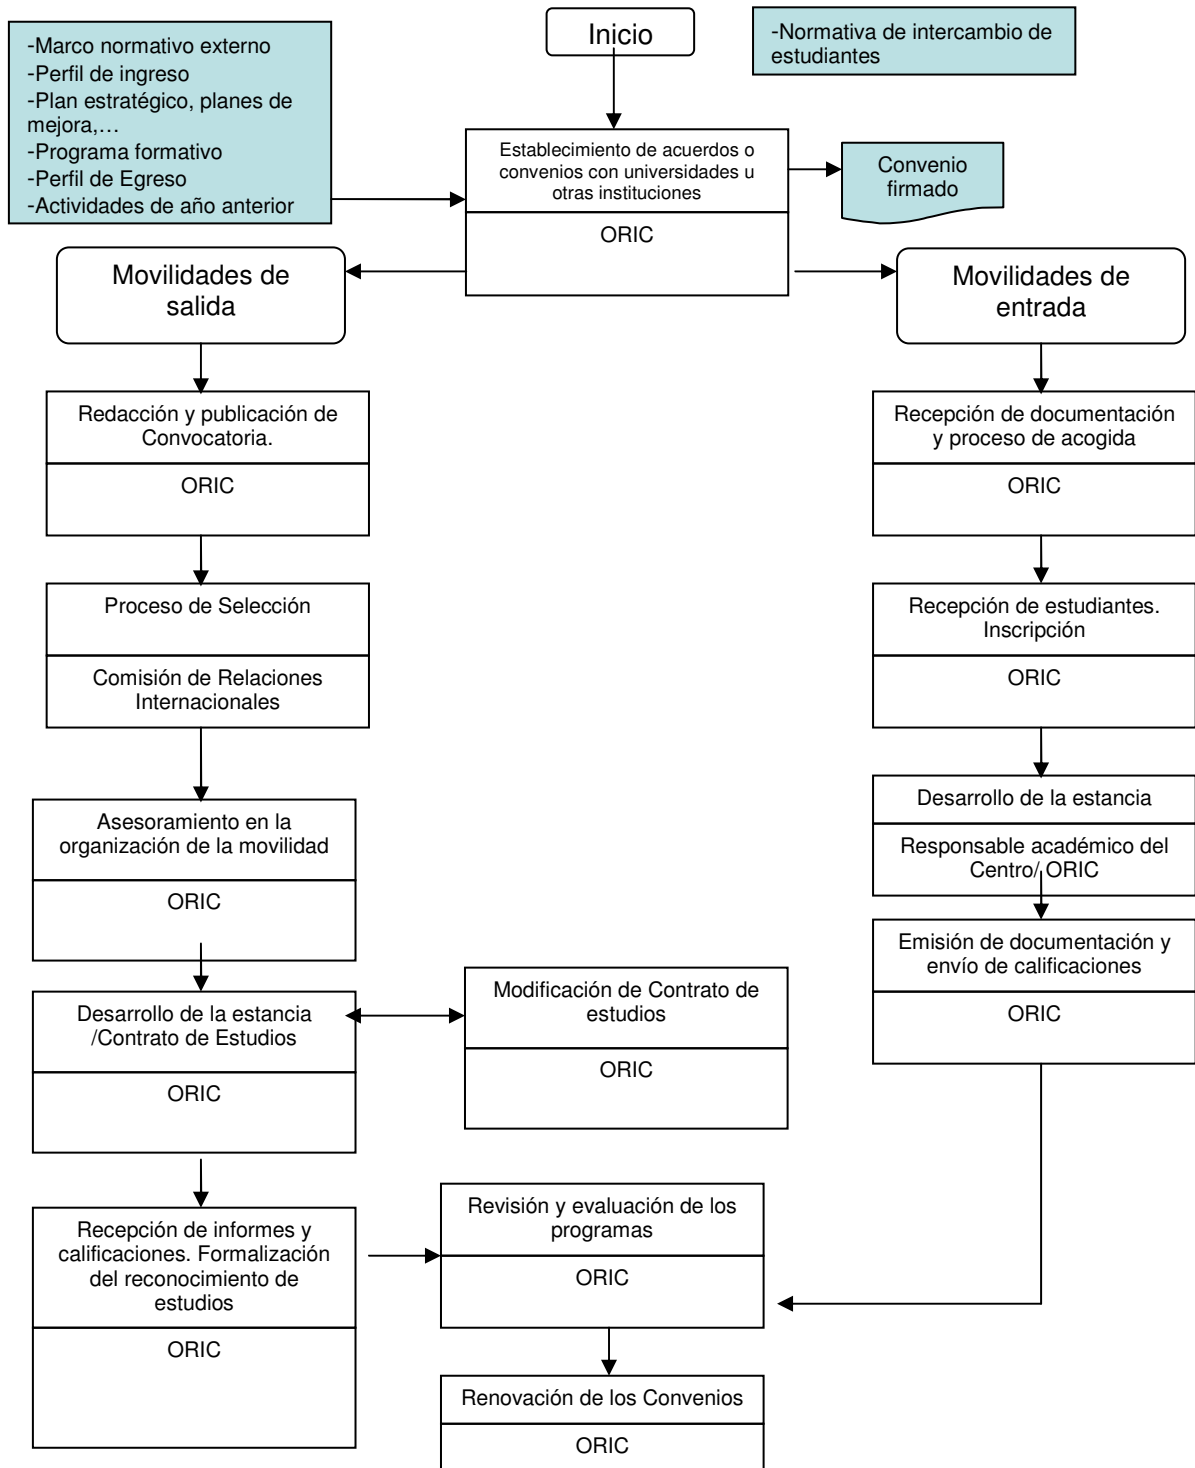 -Marco normativo externo
-Perfil de ingreso
-Plan estratégico, planes de
mejora,…
-Programa formativo
-Perfil de Egreso
-Actividades de año anterior
Inicio
-Normativa de intercambio de
estudiantes
Establecimiento de acuerdos o
convenios con universidades u
otras instituciones
ORIC
Convenio
firmado
Movilidades de
salida
Movilidades de
entrada
Redacción y publicación de
Convocatoria.
ORIC
Recepción de documentación
y proceso de acogida
ORIC
Proceso de Selección
Comisión de Relaciones
Internacionales
Recepción de estudiantes.
Inscripción
ORIC
Asesoramiento en la
organización de la movilidad
ORIC
Desarrollo de la estancia
Responsable académico del
Centro/ ORIC
Emisión de documentación y
envío de calificaciones
ORIC
Desarrollo de la estancia
/Contrato de Estudios
ORIC
Modificación de Contrato de
estudios
ORIC
Recepción de informes y
calificaciones. Formalización
del reconocimiento de
estudios
ORIC
Revisión y evaluación de los
programas
ORIC
Renovación de los Convenios
ORIC